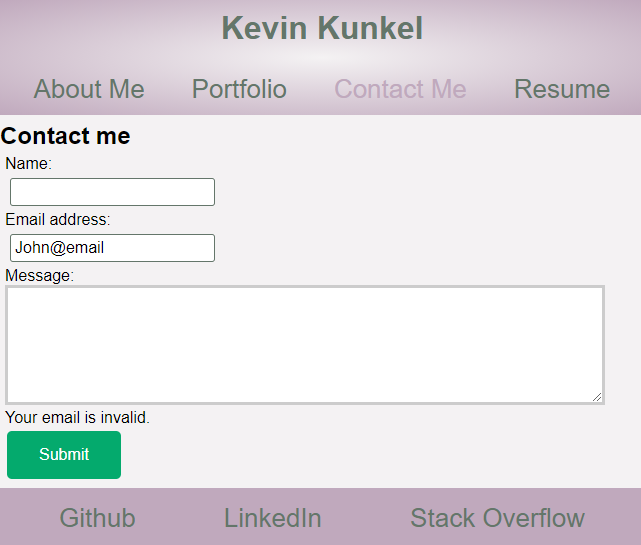 Kevin Kunkel
About Me Portfolio Contact Me Resume
Contact me
Name:
Email address:
John@email
Message:
Your email is invalid.
Submit
Github LinkedIn Stack Overflow